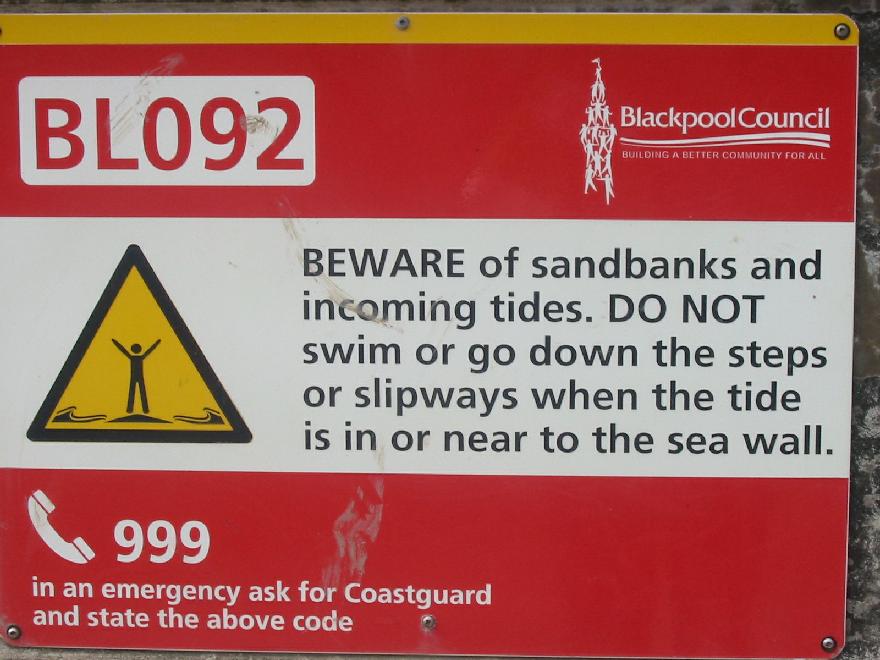 BL092
Blackpool Council
BUILDING A BETTER COMMUNITY FOR ALL
BEWARE of sandbanks and
incoming tides. DO NOT
swim or go down the steps
or slipways when the tide
is in or near to the sea wall.
999
in an emergency ask for Coastguard
and state the above code